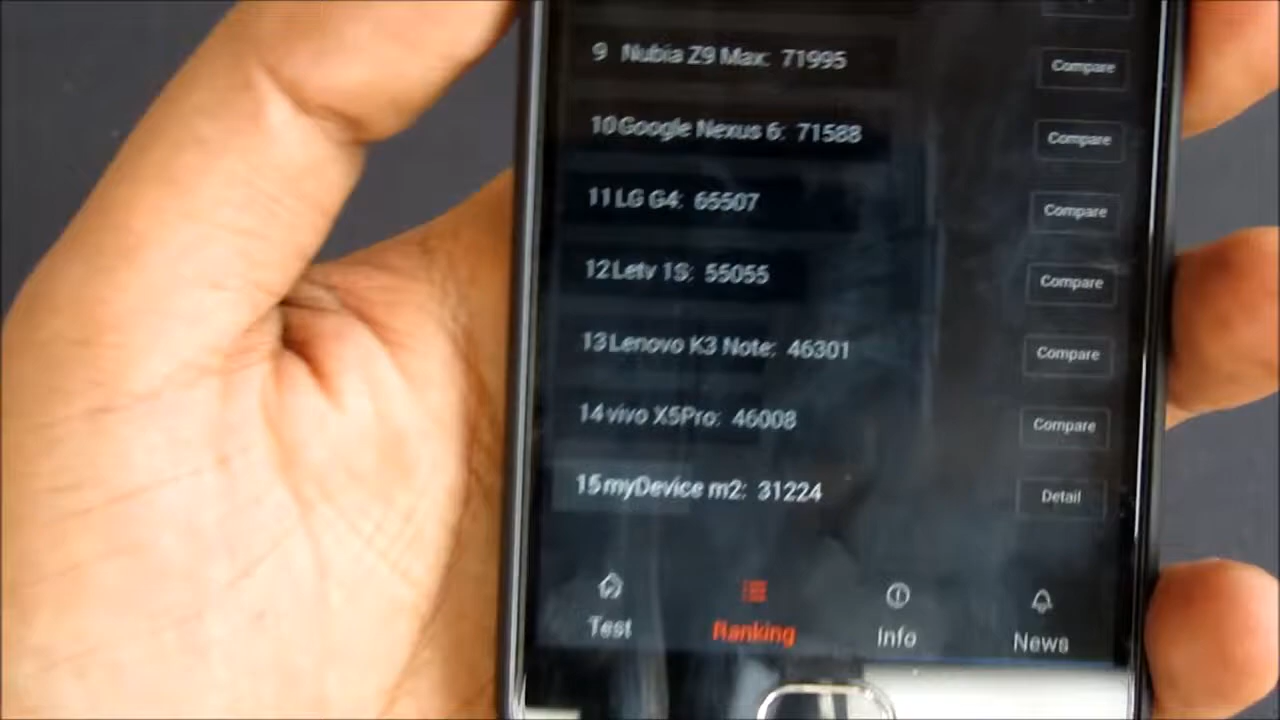 9 Nubia Z9 Max: 71995 Compare
10 Google Nexus 6: 71588 Compare
11 LG G4: 65507 Compare
12 Letv 1S: 55055 Compare
13 Lenovo K3 Note: 46301 Compare
14 vivo X5Pro: 46008 Compare
15 myDevice m2: 31224 Detail
Test Ranking Info News